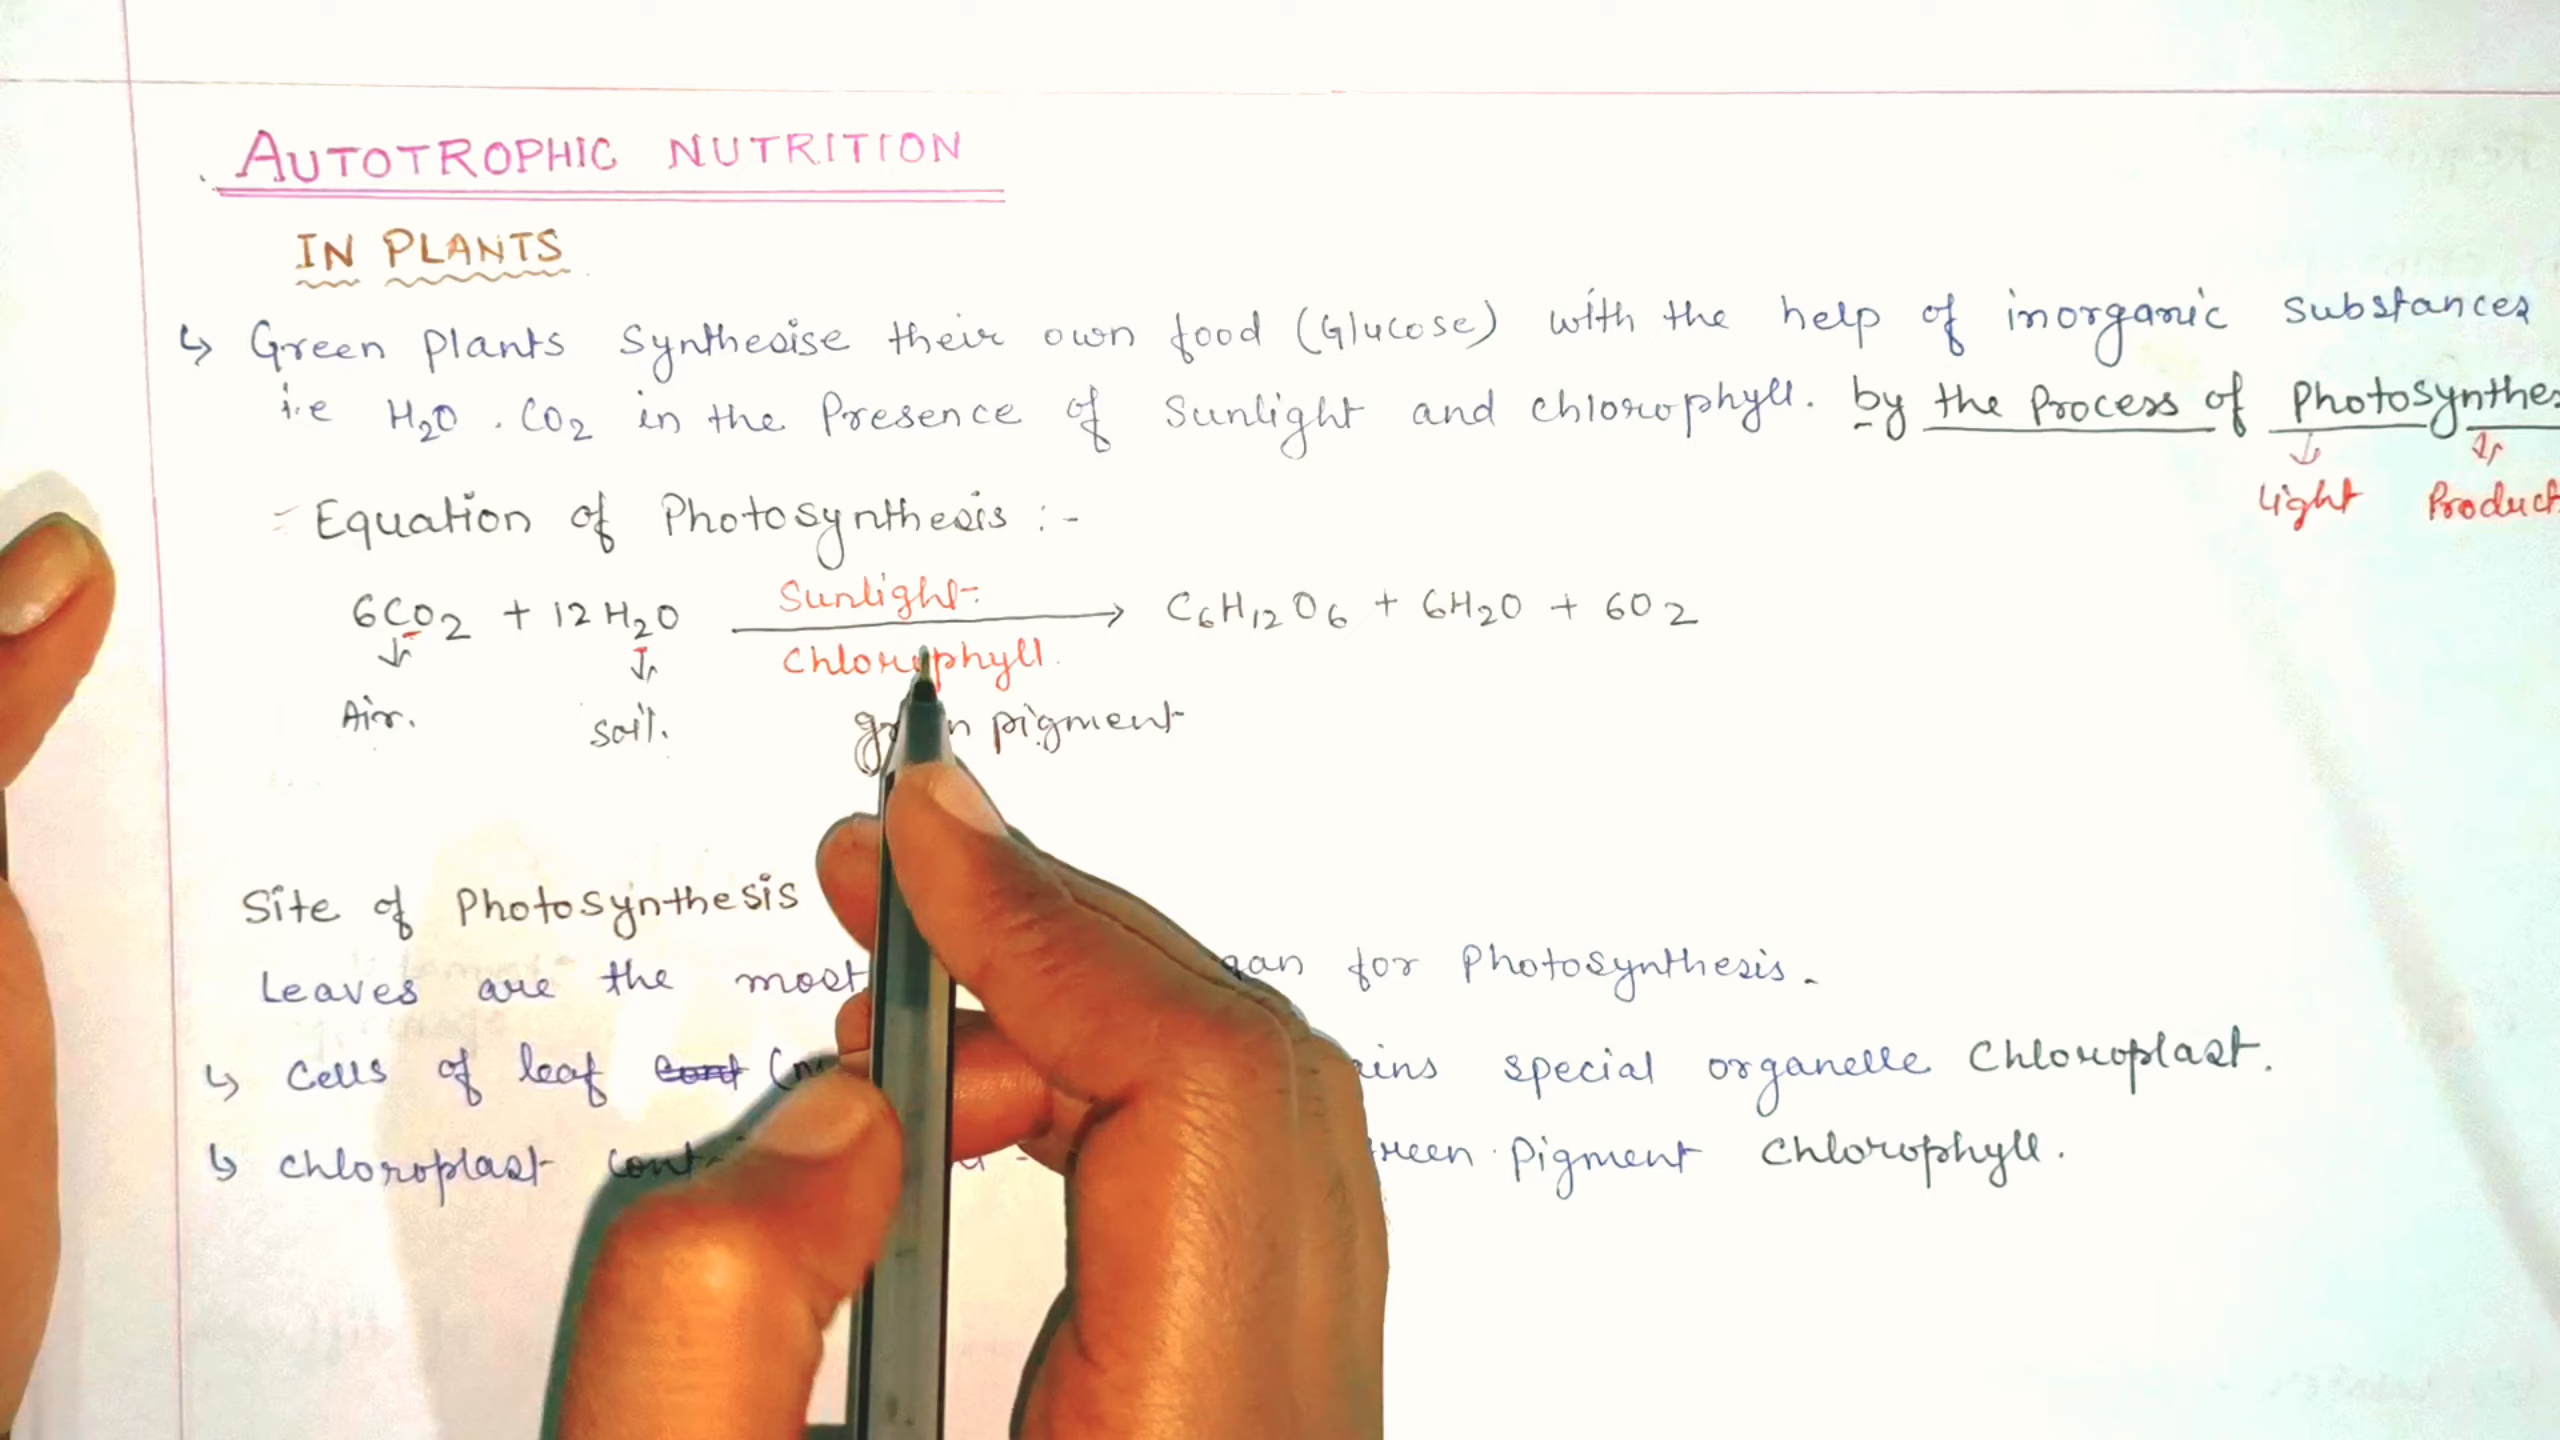 AUTOTROPHIC NUTRITION
IN PLANTS
↳ Green plants synthesise their own food (Glucose) with the help of inorganic substances
i.e H₂O . CO₂ in the Presence of Sunlight and chlorophyll. by the Process of Photosynthes
Light Product
Equation of Photosynthesis :-
6CO₂ + 12H₂O Sunlight → C₆H₁₂O₆ + 6H₂O + 6O₂
Chlorophyll.
Air. Soil. pigment
Site of Photosynthesis
Leaves are the most for Photosynthesis.
↳ Cells of leaf special organelle Chloroplast.
↳ Chloroplast Pigment Chlorophyll.